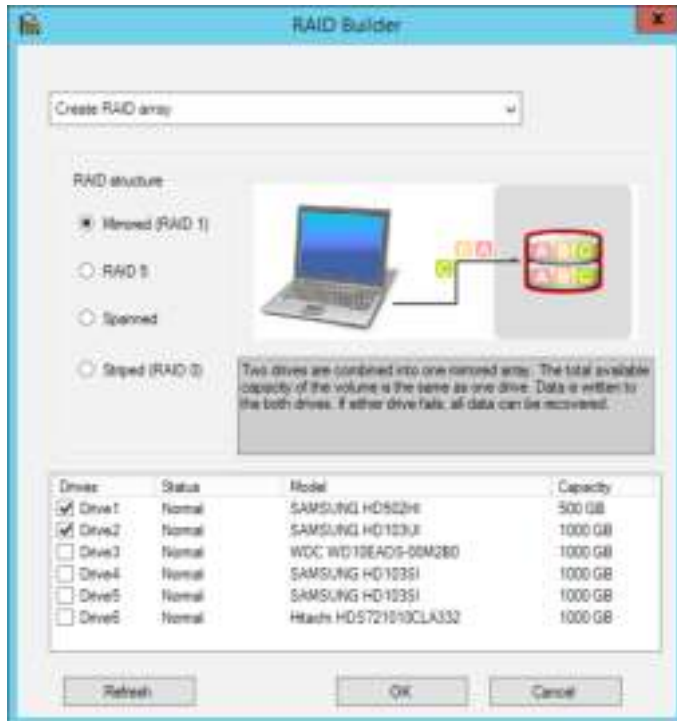 RAID Builder
x
Create RAID array
RAID structure
Mirrored (RAID 1)
RAID 5
Spanned
Striped (RAID 0)
Two drives are combined into one mirrored array. The total available
capacity of the volume is the same as one drive. Data is written to
the both drives. If either drive fails, all data can be recovered.
Drives Status Model Capacity
Drive1 Normal SAMSUNG HD502HI 500 GB
Drive2 Normal SAMSUNG HD103UI 1000 GB
Drive3 Normal WDC WD10EADS-00M2B0 1000 GB
Drive4 Normal SAMSUNG HD103SI 1000 GB
Drive5 Normal SAMSUNG HD103SI 1000 GB
Drive6 Normal Hitachi HDS721010CLA332 1000 GB
Refresh OK Cancel